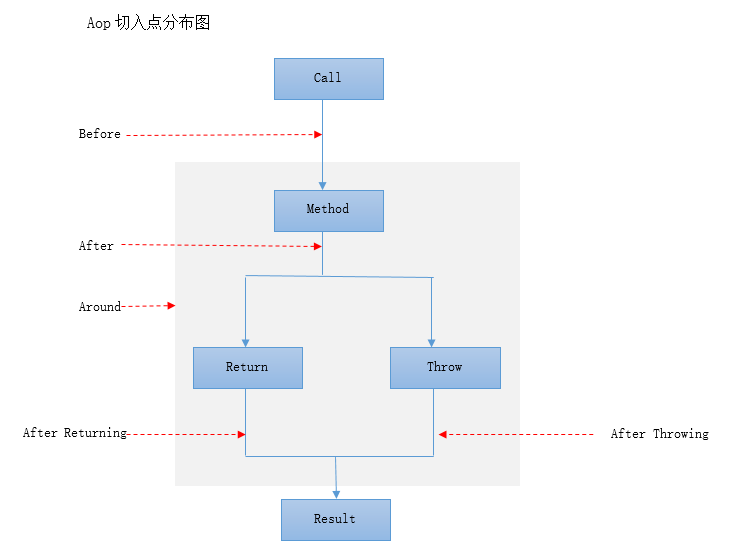 Aop 切入点分布图
Call
Before
Method
After
Around
Return
Throw
After Returning
After Throwing
Result